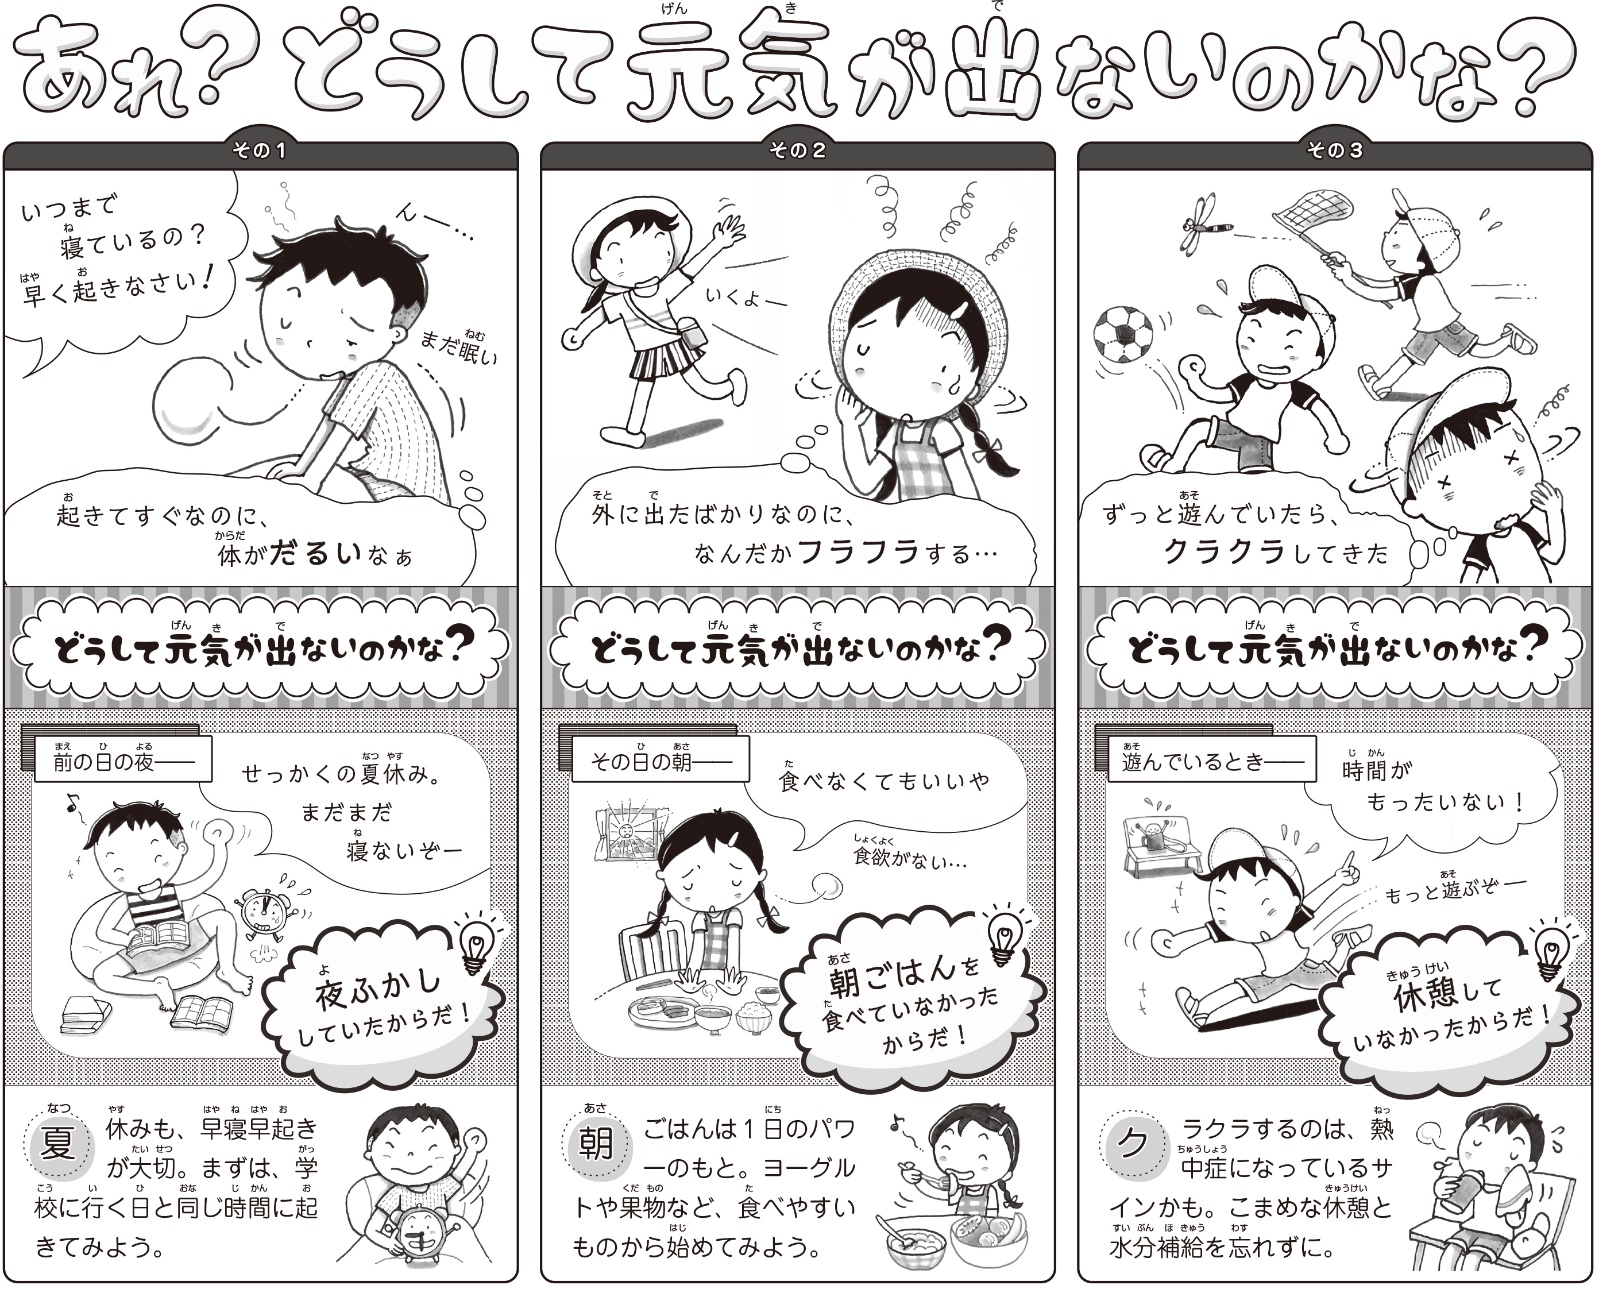 あれ？どうして元気が出ないのかな？
その１
いつまで
寝ているの？
早く起きなさい！
んー…
まだ眠い
起きてすぐなのに、
体がだるいなぁ
どうして元気が出ないのかな？
前の日の夜――
せっかくの夏休み。
まだまだ
寝ないぞー
夜ふかし
していたからだ！
夏休みも、早寝早起き
が大切。まずは、学
校に行く日と同じ時間に起
きてみよう。
その２
いくよー
外に出たばかりなのに、
なんだかフラフラする…
どうして元気が出ないのかな？
その日の朝――
食べなくてもいいや
食欲がない…
朝ごはんを
食べていなかった
からだ！
朝ごはんは１日のパワ
ーのもと。ヨーグル
トや果物など、食べやすい
ものから始めてみよう。
その３
ずっと遊んでいたら、
クラクラしてきた
どうして元気が出ないのかな？
遊んでいるとき――
時間が
もったいない！
もっと遊ぶぞー
休憩して
いなかったからだ！
クラクラするのは、熱
中症になっているサ
インかも。こまめな休憩と
水分補給を忘れずに。